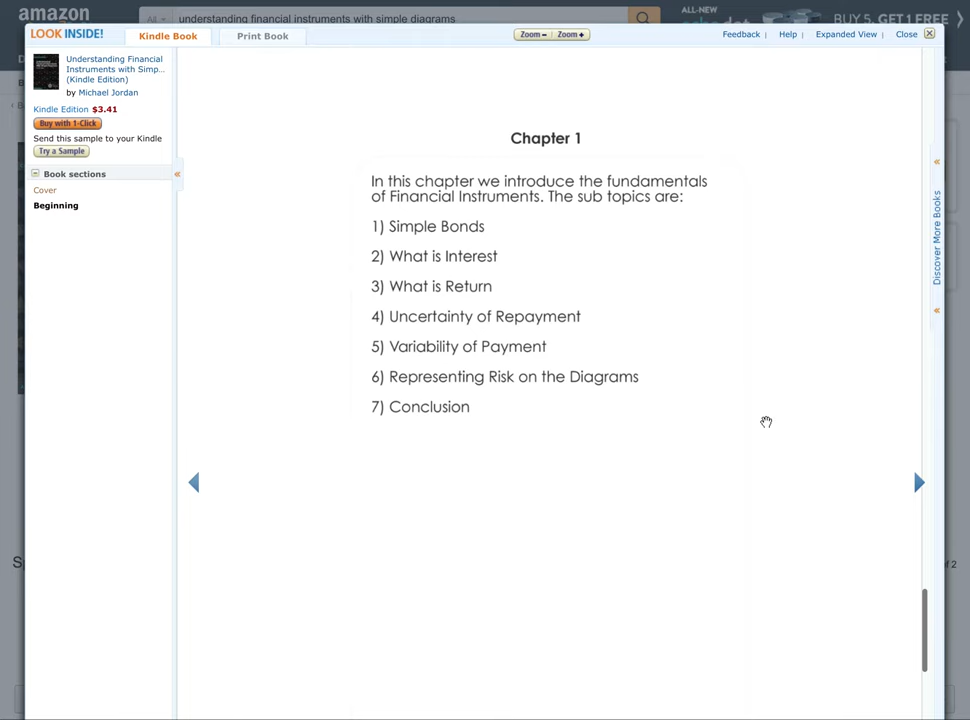 amazon
All
understanding financial instruments with simple diagrams
ALL-NEW
BUY 5, GET 1 FREE
LOOK INSIDE!
Kindle Book
Print Book
Zoom
Zoom
Feedback
Help
Expanded View
Close
Understanding Financial
Instruments with Simp...
(Kindle Edition)
by Michael Jordan
Kindle Edition $3.41
Buy with 1-Click
Send this sample to your Kindle
Try a Sample
Book sections
Cover
Beginning
Chapter 1
In this chapter we introduce the fundamentals
of Financial Instruments. The sub topics are:
1) Simple Bonds
2) What is Interest
3) What is Return
4) Uncertainty of Repayment
5) Variability of Payment
6) Representing Risk on the Diagrams
7) Conclusion
Discover More Books
of 2